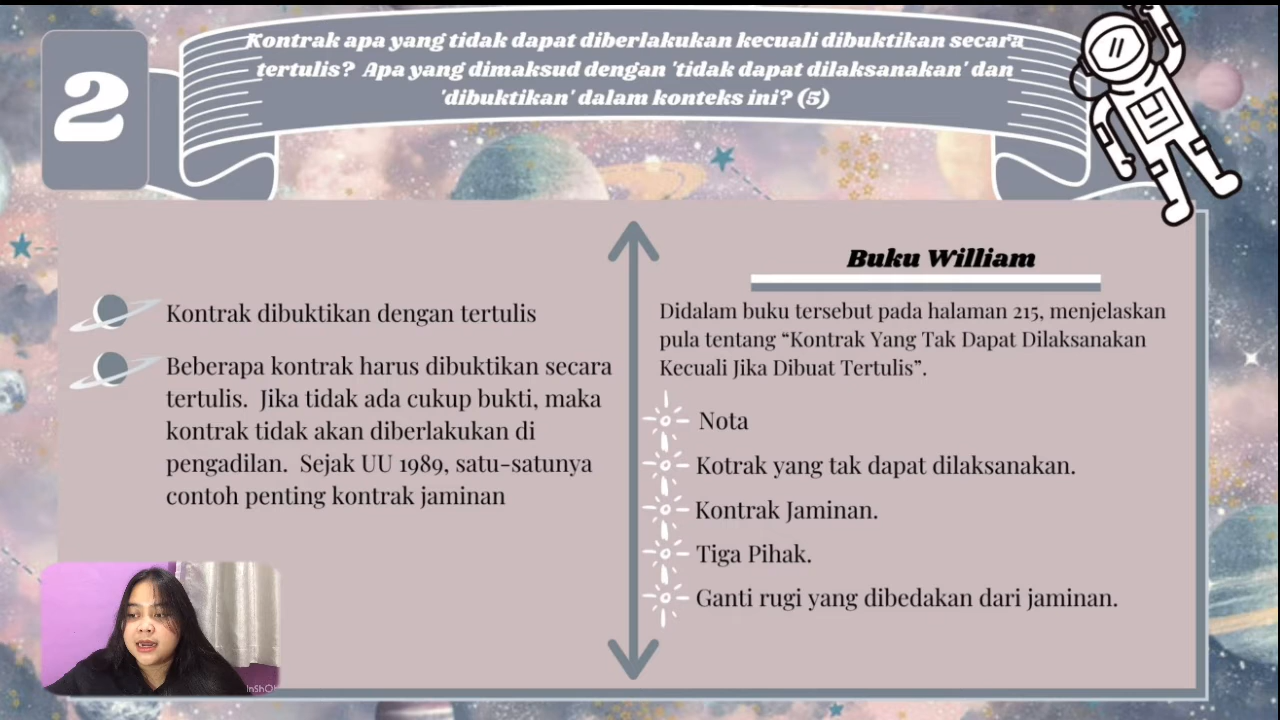 2
Kontrak apa yang tidak dapat diberlakukan kecuali dibuktikan secara
tertulis? Apa yang dimaksud dengan 'tidak dapat dilaksanakan' dan
'dibuktikan' dalam konteks ini? (5)
Kontrak dibuktikan dengan tertulis
Beberapa kontrak harus dibuktikan secara
tertulis. Jika tidak ada cukup bukti, maka
kontrak tidak akan diberlakukan di
pengadilan. Sejak UU 1989, satu-satunya
contoh penting kontrak jaminan
Buku William
Didalam buku tersebut pada halaman 215, menjelaskan
pula tentang “Kontrak Yang Tak Dapat Dilaksanakan
Kecuali Jika Dibuat Tertulis”.
Nota
Kotrak yang tak dapat dilaksanakan.
Kontrak Jaminan.
Tiga Pihak.
Ganti rugi yang dibedakan dari jaminan.